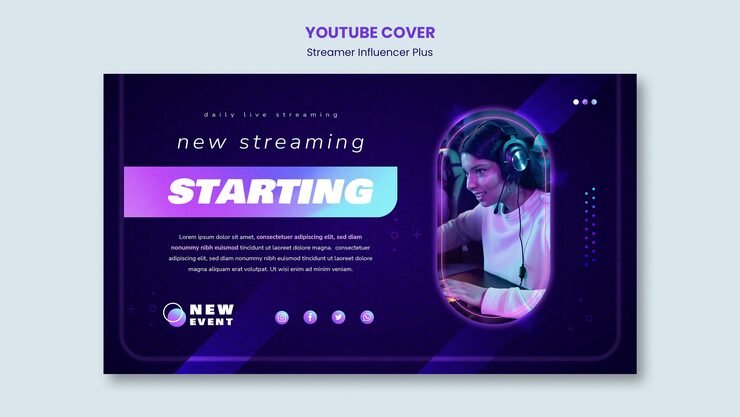 YOUTUBE COVER
Streamer Influencer Plus
daily live streaming
new streaming
STARTING
Lorem ipsum dolor sit amet, consectetuer adipiscing elit, sed diam
nonummy nibh euismod tincidunt ut laoreet dolore magna. consectetuer
adipiscing elit, sed diam nonummy nibh euismod tincidunt ut laoreet dolore
magna aliquam erat volutpat. Ut wisi enim ad minim veniam.
NEW
EVENT